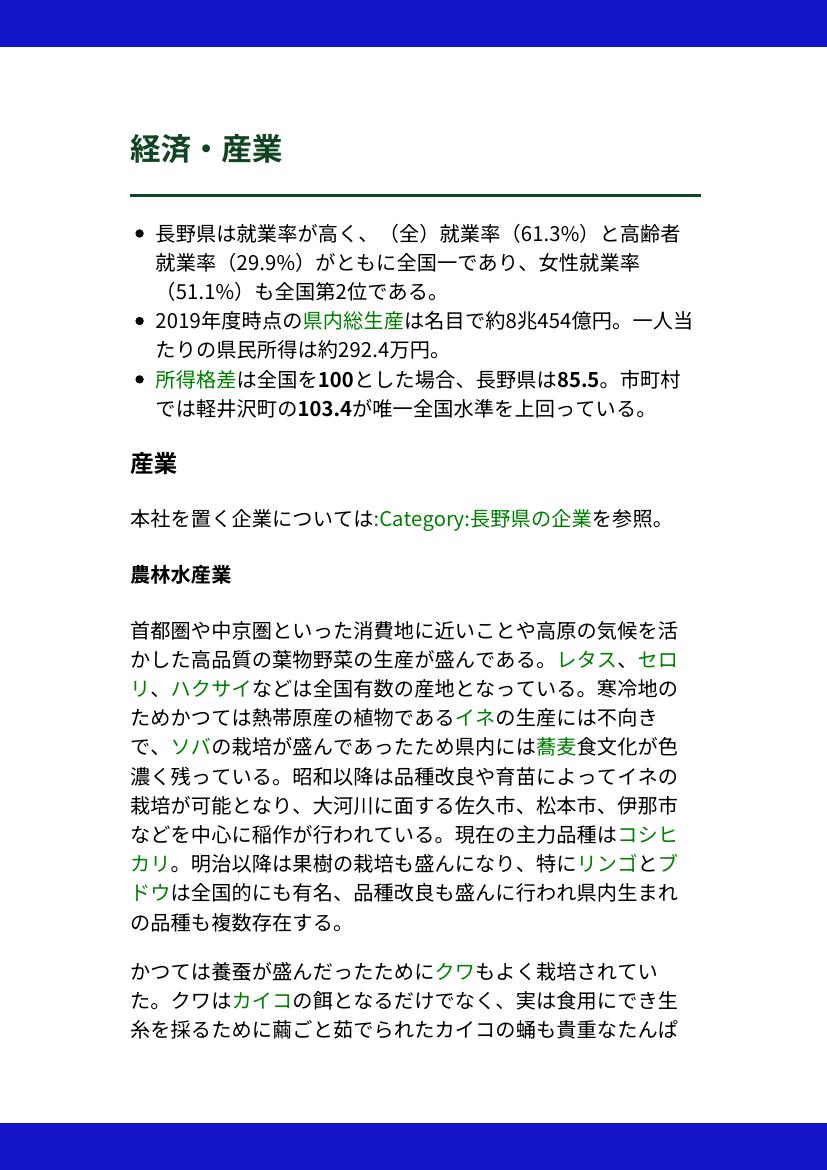 経済・産業
長野県は就業率が高く、（全）就業率（61.3%）と高齢者
就業率（29.9%）がともに全国一であり、女性就業率
（51.1%）も全国第2位である。
2019年度時点の県内総生産は名目で約8兆454億円。一人当
たりの県民所得は約292.4万円。
所得格差は全国を100とした場合、長野県は85.5。市町村
では軽井沢町の103.4が唯一全国水準を上回っている。
産業
本社を置く企業については:Category:長野県の企業を参照。
農林水産業
首都圏や中京圏といった消費地に近いことや高原の気候を活
かした高品質の葉物野菜の生産が盛んである。レタス、セロ
リ、ハクサイなどは全国有数の産地となっている。寒冷地の
ためかつては熱帯原産の植物であるイネの生産には不向き
で、ソバの栽培が盛んであったため県内には蕎麦食文化が色
濃く残っている。昭和以降は品種改良や育苗によってイネの
栽培が可能となり、大河川に面する佐久市、松本市、伊那市
などを中心に稲作が行われている。現在の主力品種はコシヒ
カリ。明治以降は果樹の栽培も盛んになり、特にリンゴとブ
ドウは全国的にも有名、品種改良も盛んに行われ県内生まれ
の品種も複数存在する。
かつては養蚕が盛んだったためにクワもよく栽培されてい
た。クワはカイコの餌となるだけでなく、実は食用にでき生
糸を採るために繭ごと茹でられたカイコの蛹も貴重なたんぱ